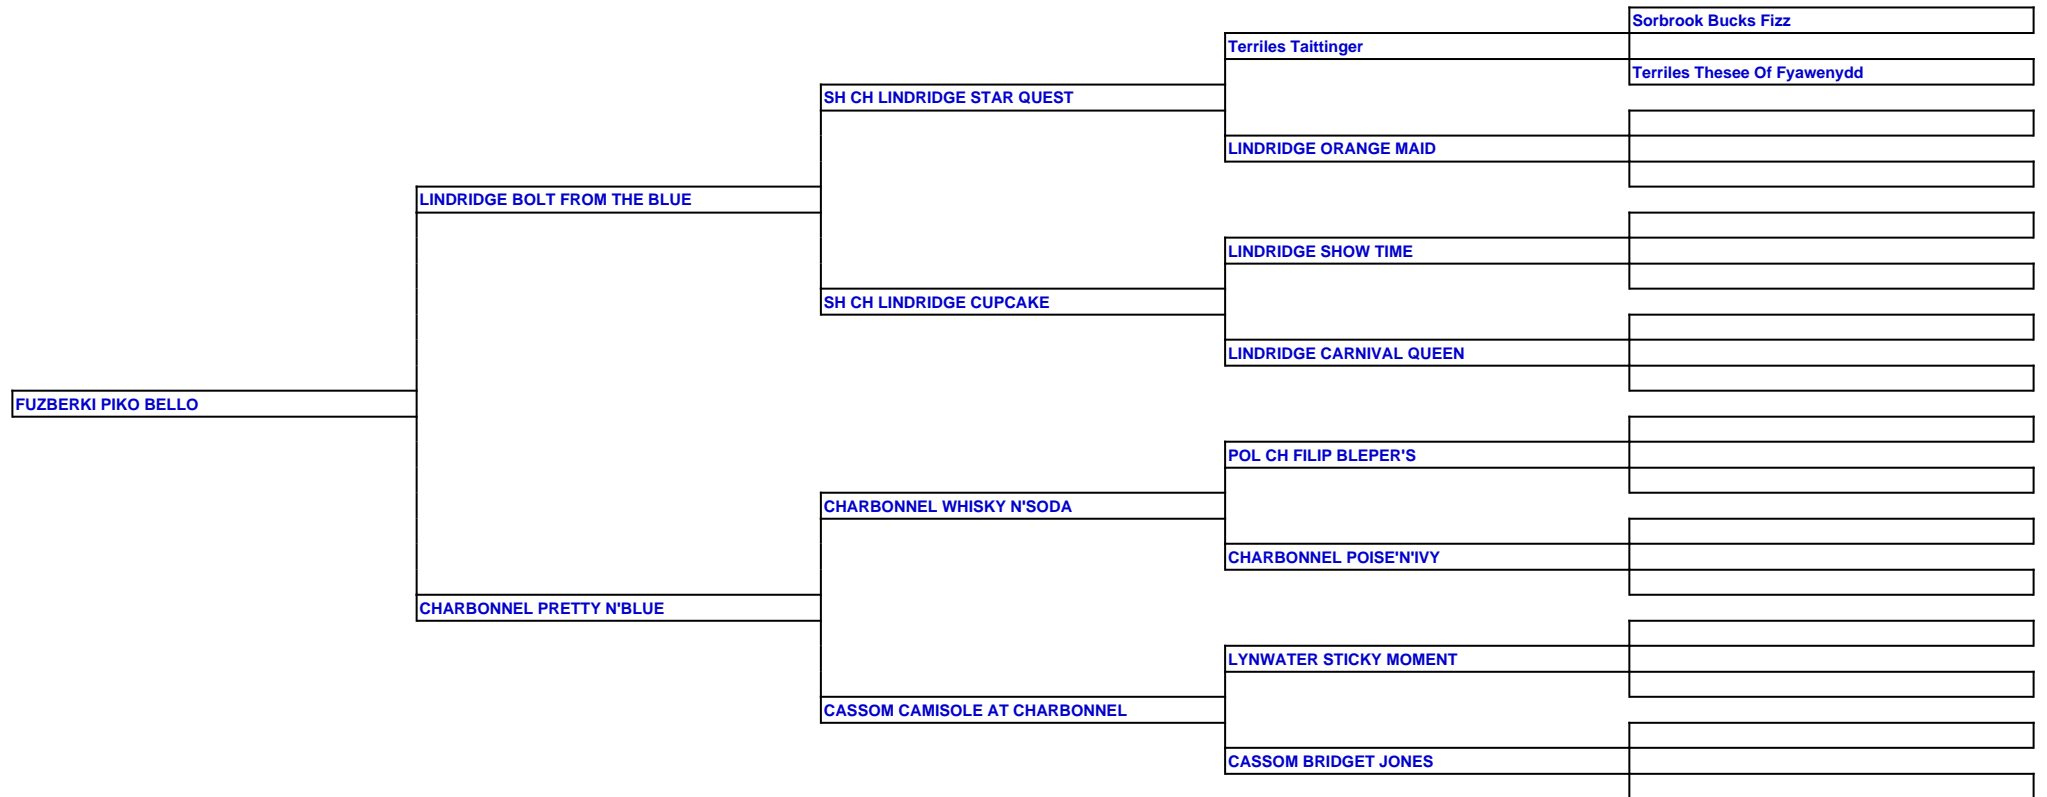 Sorbrook Bucks Fizz
Terriles Taittinger
Terriles Thesee Of Fyawenydd
SH CH LINDRIDGE STAR QUEST
LINDRIDGE ORANGE MAID
LINDRIDGE BOLT FROM THE BLUE
LINDRIDGE SHOW TIME
SH CH LINDRIDGE CUPCAKE
LINDRIDGE CARNIVAL QUEEN
FUZBERKI PIKO BELLO
POL CH FILIP BLEPER'S
CHARBONNEL WHISKY N'SODA
CHARBONNEL POISE'N'IVY
CHARBONNEL PRETTY N'BLUE
LYNWATER STICKY MOMENT
CASSOM CAMISOLE AT CHARBONNEL
CASSOM BRIDGET JONES